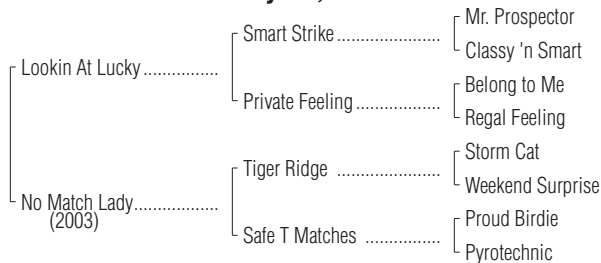 Mr. Prospector
Smart Strike ....................
Classy 'n Smart
Lookin At Lucky ................
Belong to Me
Private Feeling ..................
Regal Feeling
Storm Cat
Tiger Ridge ......................
Weekend Surprise
No Match Lady ..................
(2003)
Proud Birdie
Safe T Matches ................
Pyrotechnic